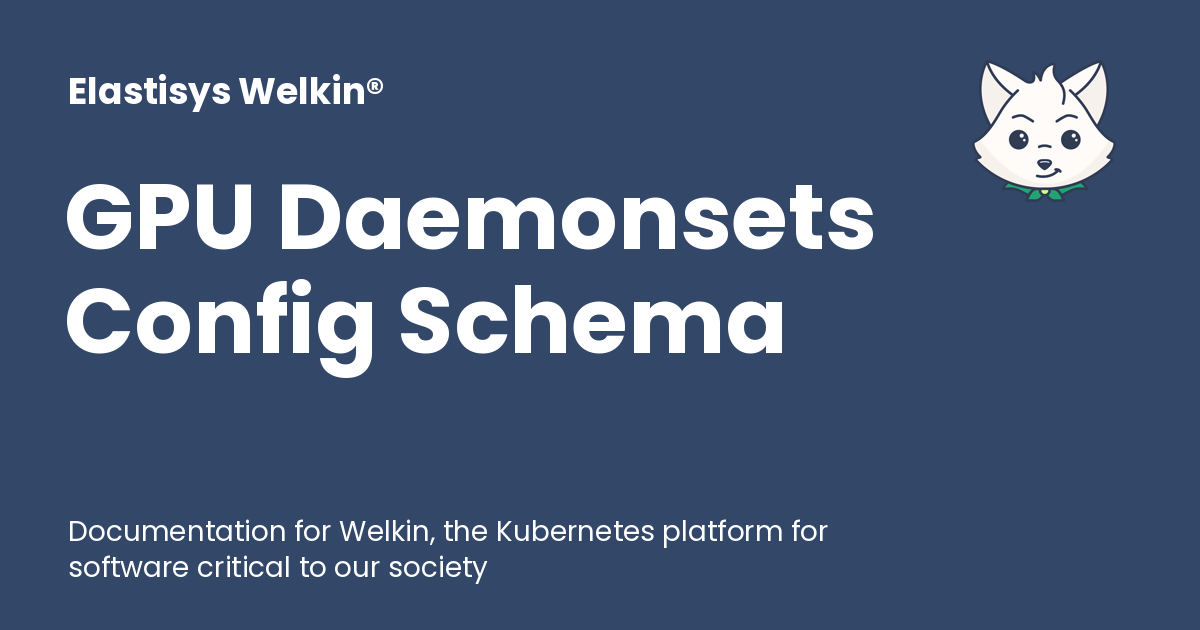 Elastisys Welkin®
GPU Daemonsets
Config Schema
Documentation for Welkin, the Kubernetes platform for
software critical to our society